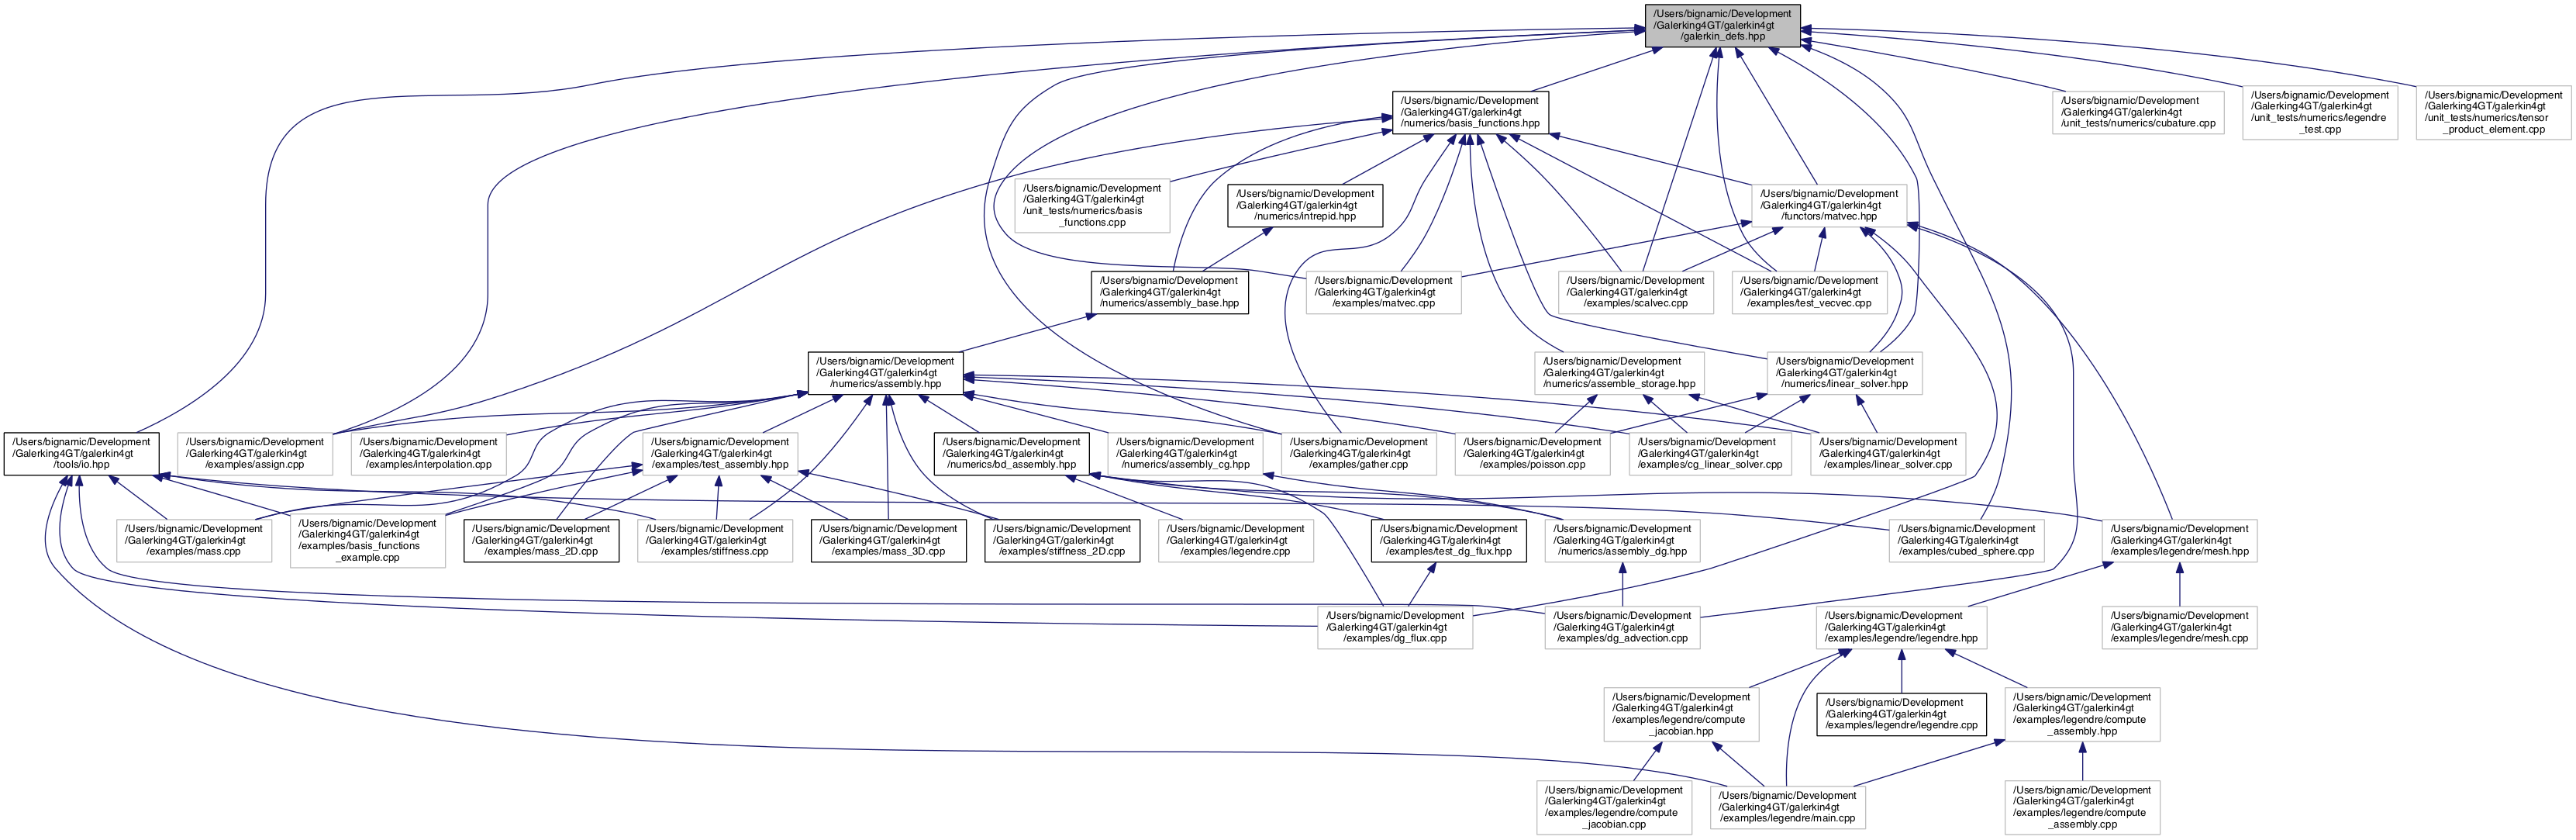 /Users/bignamic/Development
/Galerking4GT/galerkin4gt
/galerkin_defs.hpp
/Users/bignamic/Development
/Galerking4GT/galerkin4gt
/numerics/basis_functions.hpp
/Users/bignamic/Development
/Galerking4GT/galerkin4gt
/unit_tests/numerics/cubature.cpp
/Users/bignamic/Development
/Galerking4GT/galerkin4gt
/unit_tests/numerics/legendre
_test.cpp
/Users/bignamic/Development
/Galerking4GT/galerkin4gt
/unit_tests/numerics/tensor
_product_element.cpp
/Users/bignamic/Development
/Galerking4GT/galerkin4gt
/unit_tests/numerics/basis
_functions.cpp
/Users/bignamic/Development
/Galerking4GT/galerkin4gt
/numerics/intrepid.hpp
/Users/bignamic/Development
/Galerking4GT/galerkin4gt
/functors/matvec.hpp
/Users/bignamic/Development
/Galerking4GT/galerkin4gt
/numerics/assembly_base.hpp
/Users/bignamic/Development
/Galerking4GT/galerkin4gt
/examples/matvec.cpp
/Users/bignamic/Development
/Galerking4GT/galerkin4gt
/examples/scalvec.cpp
/Users/bignamic/Development
/Galerking4GT/galerkin4gt
/examples/test_vecvec.cpp
/Users/bignamic/Development
/Galerking4GT/galerkin4gt
/numerics/assembly.hpp
/Users/bignamic/Development
/Galerking4GT/galerkin4gt
/numerics/assemble_storage.hpp
/Users/bignamic/Development
/Galerking4GT/galerkin4gt
/numerics/linear_solver.hpp
/Users/bignamic/Development
/Galerking4GT/galerkin4gt
/tools/io.hpp
/Users/bignamic/Development
/Galerking4GT/galerkin4gt
/examples/assign.cpp
/Users/bignamic/Development
/Galerking4GT/galerkin4gt
/examples/interpolation.cpp
/Users/bignamic/Development
/Galerking4GT/galerkin4gt
/examples/test_assembly.hpp
/Users/bignamic/Development
/Galerking4GT/galerkin4gt
/numerics/bd_assembly.hpp
/Users/bignamic/Development
/Galerking4GT/galerkin4gt
/numerics/assembly_cg.hpp
/Users/bignamic/Development
/Galerking4GT/galerkin4gt
/examples/gather.cpp
/Users/bignamic/Development
/Galerking4GT/galerkin4gt
/examples/poisson.cpp
/Users/bignamic/Development
/Galerking4GT/galerkin4gt
/examples/cg_linear_solver.cpp
/Users/bignamic/Development
/Galerking4GT/galerkin4gt
/examples/linear_solver.cpp
/Users/bignamic/Development
/Galerking4GT/galerkin4gt
/examples/mass.cpp
/Users/bignamic/Development
/Galerking4GT/galerkin4gt
/examples/basis_functions
_example.cpp
/Users/bignamic/Development
/Galerking4GT/galerkin4gt
/examples/mass_2D.cpp
/Users/bignamic/Development
/Galerking4GT/galerkin4gt
/examples/stiffness.cpp
/Users/bignamic/Development
/Galerking4GT/galerkin4gt
/examples/mass_3D.cpp
/Users/bignamic/Development
/Galerking4GT/galerkin4gt
/examples/stiffness_2D.cpp
/Users/bignamic/Development
/Galerking4GT/galerkin4gt
/examples/legendre.cpp
/Users/bignamic/Development
/Galerking4GT/galerkin4gt
/examples/test_dg_flux.hpp
/Users/bignamic/Development
/Galerking4GT/galerkin4gt
/numerics/assembly_dg.hpp
/Users/bignamic/Development
/Galerking4GT/galerkin4gt
/examples/cubed_sphere.cpp
/Users/bignamic/Development
/Galerking4GT/galerkin4gt
/examples/legendre/mesh.hpp
/Users/bignamic/Development
/Galerking4GT/galerkin4gt
/examples/dg_flux.cpp
/Users/bignamic/Development
/Galerking4GT/galerkin4gt
/examples/dg_advection.cpp
/Users/bignamic/Development
/Galerking4GT/galerkin4gt
/examples/legendre/legendre.hpp
/Users/bignamic/Development
/Galerking4GT/galerkin4gt
/examples/legendre/mesh.cpp
/Users/bignamic/Development
/Galerking4GT/galerkin4gt
/examples/legendre/compute
_jacobian.hpp
/Users/bignamic/Development
/Galerking4GT/galerkin4gt
/examples/legendre/legendre.cpp
/Users/bignamic/Development
/Galerking4GT/galerkin4gt
/examples/legendre/compute
_assembly.hpp
/Users/bignamic/Development
/Galerking4GT/galerkin4gt
/examples/legendre/compute
_jacobian.cpp
/Users/bignamic/Development
/Galerking4GT/galerkin4gt
/examples/legendre/main.cpp
/Users/bignamic/Development
/Galerking4GT/galerkin4gt
/examples/legendre/compute
_assembly.cpp